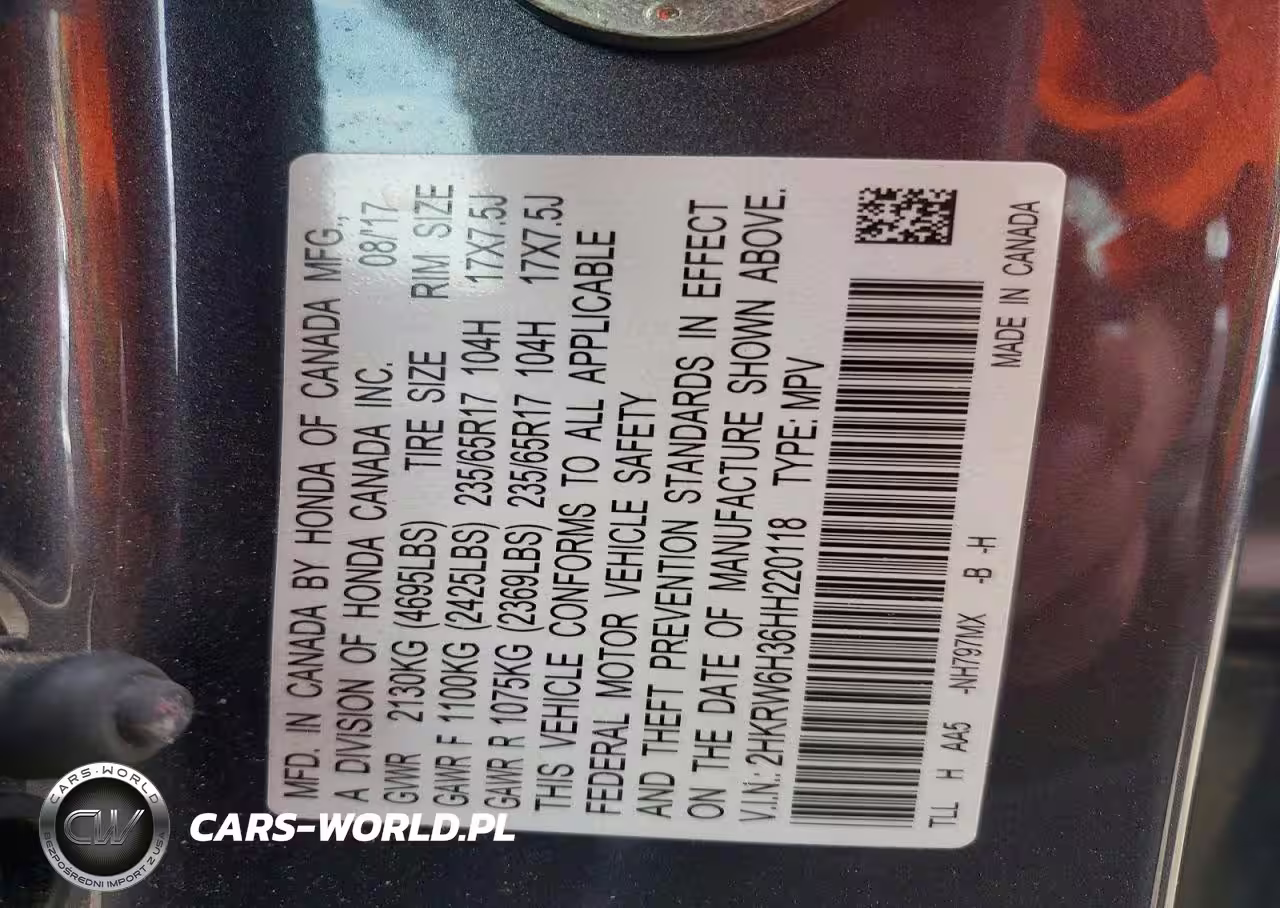 MFD. IN CANADA BY HONDA OF CANADA MFG.,
A DIVISION OF HONDA CANADA INC. 08/'17
GWR 2130KG (4695LBS) TIRE SIZE RIM SIZE
GAWR F 1100KG (2425LBS) 235/65R17 104H 17X7.5J
GAWR R 1075KG (2369LBS) 235/65R17 104H 17X7.5J
THIS VEHICLE CONFORMS TO ALL APPLICABLE
FEDERAL MOTOR VEHICLE SAFETY
AND THEFT PREVENTION STANDARDS IN EFFECT
ON THE DATE OF MANUFACTURE SHOWN ABOVE.
V.I.N.: 2HKRW6H36HH220118 TYPE: MPV
TLL H AA5 -NH797MX -B -H
MADE IN CANADA
CARS-WORLD
CW
BEZPOŚREDNI IMPORT Z USA
CARS-WORLD.PL